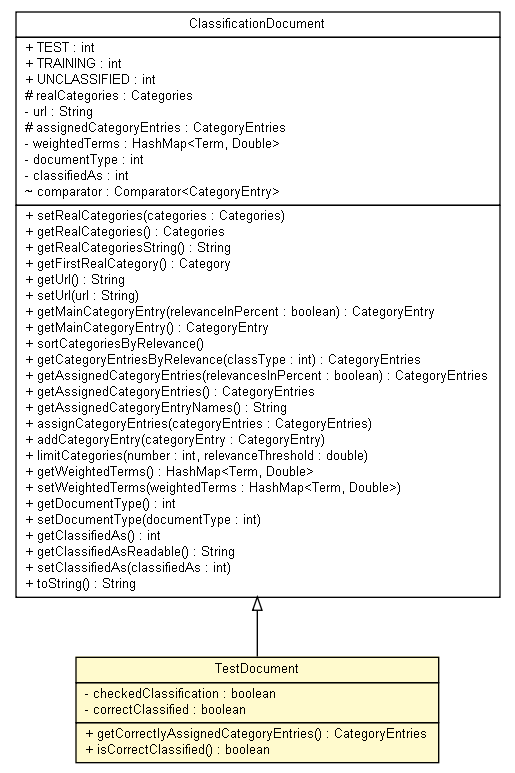 ClassificationDocument
+ TEST : int
+ TRAINING : int
+ UNCLASSIFIED : int
# realCategories : Categories
- url : String
# assignedCategoryEntries : CategoryEntries
- weightedTerms : HashMap<Term, Double>
- documentType : int
- classifiedAs : int
~ comparator : Comparator<CategoryEntry>
+ setRealCategories(categories : Categories)
+ getRealCategories() : Categories
+ getRealCategoriesString() : String
+ getFirstRealCategory() : Category
+ getUrl() : String
+ setUrl(url : String)
+ getMainCategoryEntry(relevanceInPercent : boolean) : CategoryEntry
+ getMainCategoryEntry() : CategoryEntry
+ sortCategoriesByRelevance()
+ getCategoryEntriesByRelevance(classType : int) : CategoryEntries
+ getAssignedCategoryEntries(relevancesInPercent : boolean) : CategoryEntries
+ getAssignedCategoryEntries() : CategoryEntries
+ getAssignedCategoryEntryNames() : String
+ assignCategoryEntries(categoryEntries : CategoryEntries)
+ addCategoryEntry(categoryEntry : CategoryEntry)
+ limitCategories(number : int, relevanceThreshold : double)
+ getWeightedTerms() : HashMap<Term, Double>
+ setWeightedTerms(weightedTerms : HashMap<Term, Double>)
+ getDocumentType() : int
+ setDocumentType(documentType : int)
+ getClassifiedAs() : int
+ getClassifiedAsReadable() : String
+ setClassifiedAs(classifiedAs : int)
+ toString() : String
TestDocument
- checkedClassification : boolean
- correctClassified : boolean
+ getCorrectlyAssignedCategoryEntries() : CategoryEntries
+ isCorrectClassified() : boolean